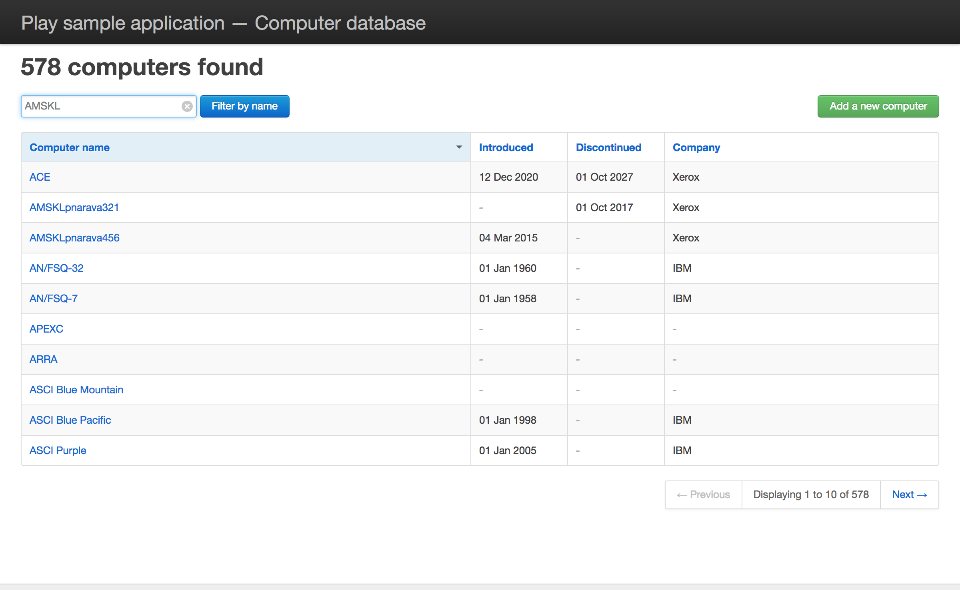 Play sample application — Computer database
578 computers found
AMSKL Filter by name Add a new computer
Computer name Introduced Discontinued Company
ACE 12 Dec 2020 01 Oct 2027 Xerox
AMSKLpnarava321 - 01 Oct 2017 Xerox
AMSKLpnarava456 04 Mar 2015 - Xerox
AN/FSQ-32 01 Jan 1960 - IBM
AN/FSQ-7 01 Jan 1958 - IBM
APEXC - - -
ARRA - - -
ASCI Blue Mountain - - -
ASCI Blue Pacific 01 Jan 1998 - IBM
ASCI Purple 01 Jan 2005 - IBM
← Previous Displaying 1 to 10 of 578 Next →